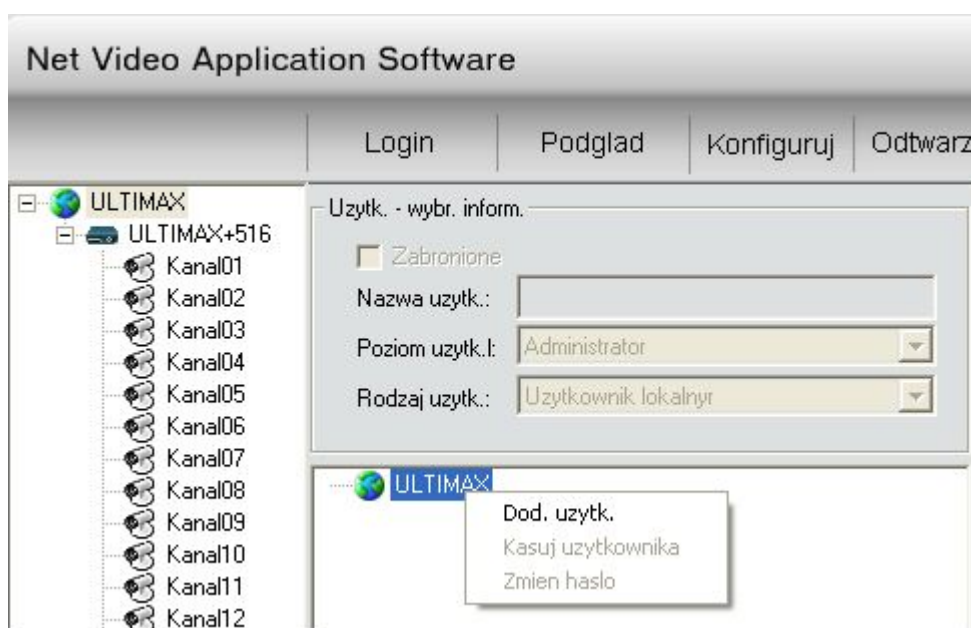 Net Video Application Software
Login Podglad Konfiguruj Odtwarz
ULTIMAX
ULTIMAX+516
Kanal01
Kanal02
Kanal03
Kanal04
Kanal05
Kanal06
Kanal07
Kanal08
Kanal09
Kanal10
Kanal11
Kanal12
Uzytk. - wybr. inform.
Zabronione
Nazwa uzytk.:
Poziom uzytk.l: Administrator
Rodzaj uzytk.: Uzytkownik lokalnyr
ULTIMAX
Dod. uzytk.
Kasuj uzytkownika
Zmien haslo